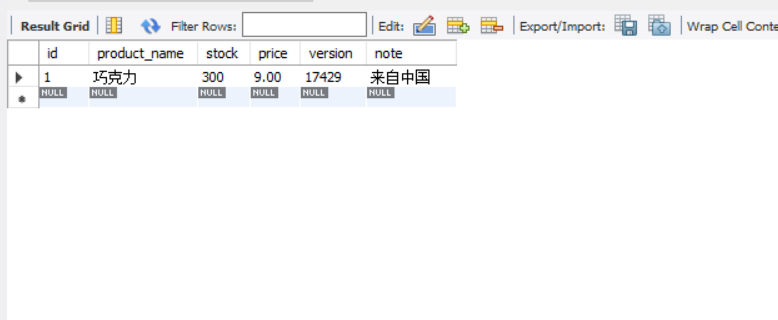 Result Grid Filter Rows: Edit: Export/Import: Wrap Cell Conte
id product_name stock price version note
1 巧克力 300 9.00 17429 来自中国
NULL NULL NULL NULL NULL NULL